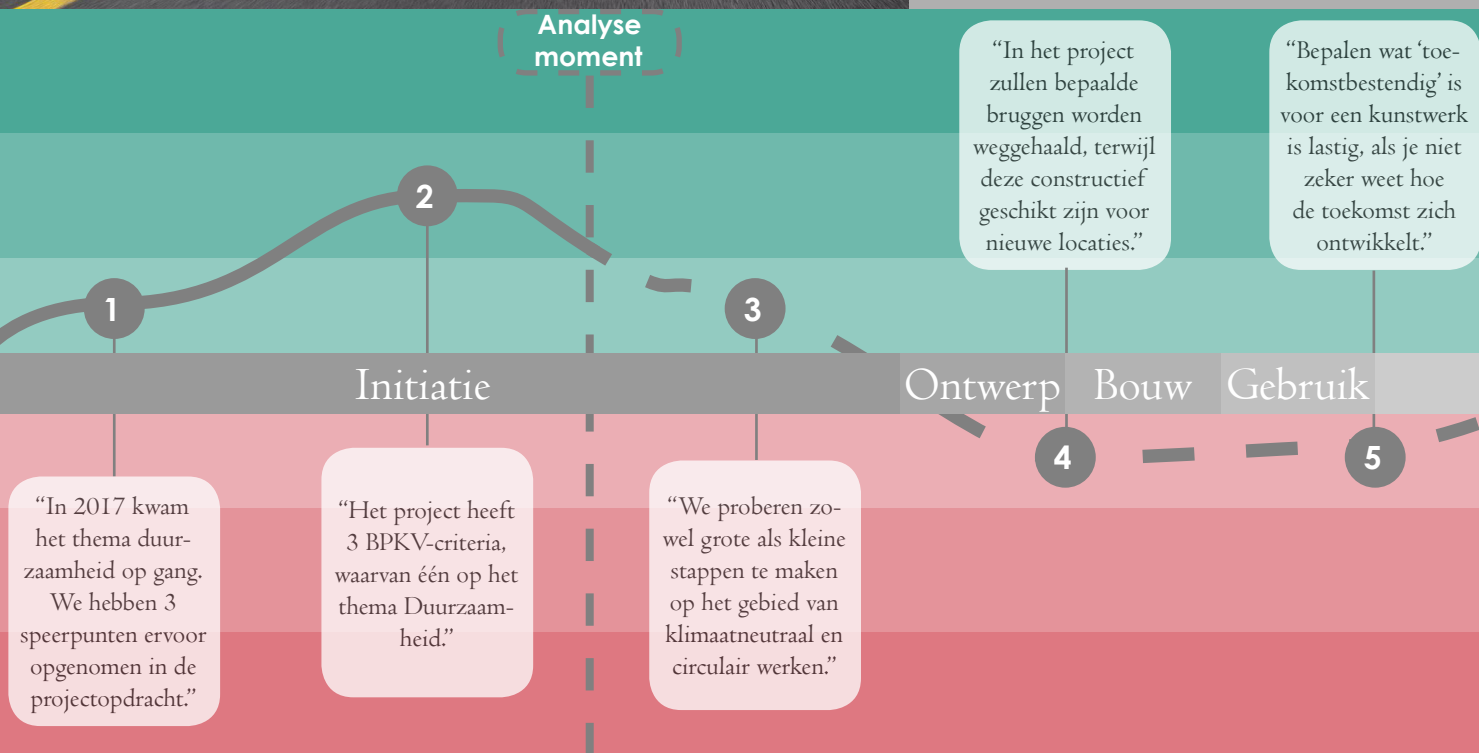 Analyse
moment
“In het project
zullen bepaalde
bruggen worden
weggehaald, terwijl
deze constructief
geschikt zijn voor
nieuwe locaties.”
“Bepalen wat ‘toe-
komstbestendig’ is
voor een kunstwerk
is lastig, als je niet
zeker weet hoe
de toekomst zich
ontwikkelt.”
2
1
3
Initiatie
Ontwerp
Bouw
Gebruik
4
5
“In 2017 kwam
het thema duur-
zaamheid op gang.
We hebben 3
speerpunten ervoor
opgenomen in de
projectopdracht.”
“Het project heeft
3 BPKV-criteria,
waarvan één op het
thema Duurzaam-
heid.”
“We proberen zo-
wel grote als kleine
stappen te maken
op het gebied van
klimaatneutraal en
circulair werken.”